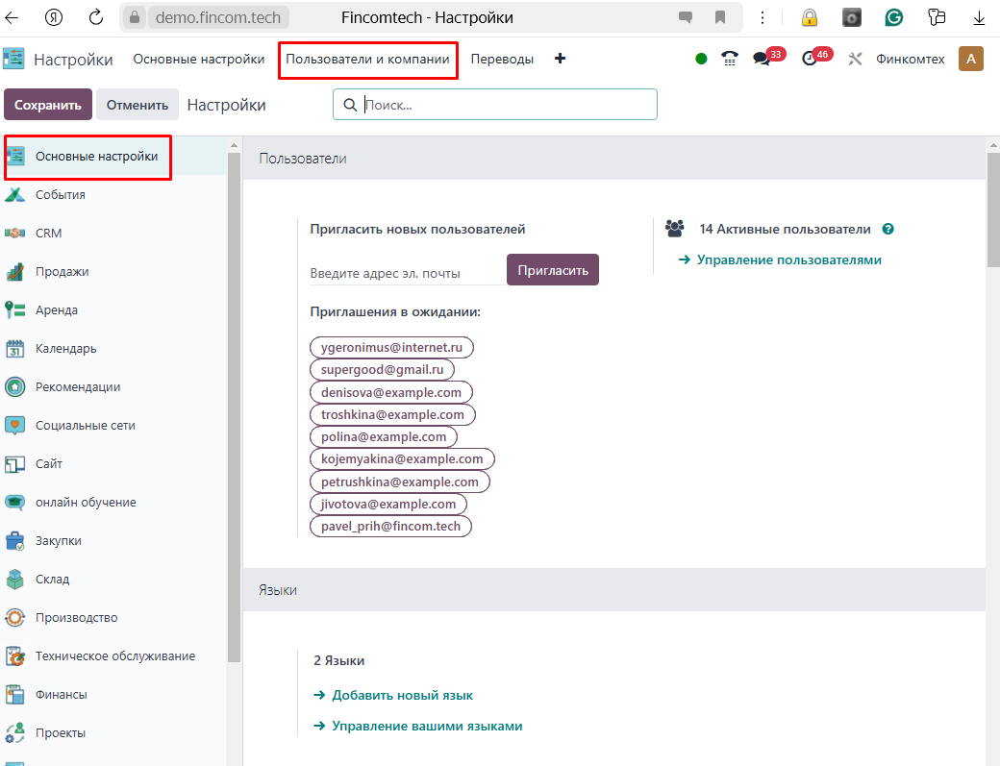 demo.fincom.tech Fincomtech - Настройки
Настройки Основные настройки Пользователи и компании Переводы 33 46 Финкомтех А
Сохранить Отменить Настройки Поиск...
Основные настройки
События
CRM
Продажи
Аренда
31 Календарь
Рекомендации
Социальные сети
Сайт
онлайн обучение
Закупки
Склад
Производство
Техническое обслуживание
Финансы
Проекты
Пользователи
Пригласить новых пользователей
Введите адрес эл. почты Пригласить
Приглашения в ожидании:
ygeronimus@internet.ru
supergood@gmail.ru
denisova@example.com
troshkina@example.com
polina@example.com
kojemyakina@example.com
petrushkina@example.com
jivotova@example.com
pavel_prih@fincom.tech
14 Активные пользователи ?
Управление пользователями
Языки
2 Языки
Добавить новый язык
Управление вашими языками